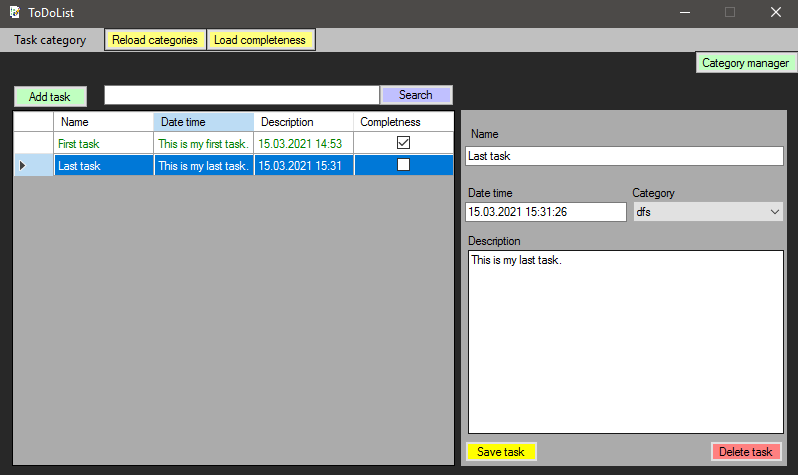 ToDoList
Task category Reload categories Load completeness
Category manager
Add task Search
Name Date time Description Completness
First task This is my first task. 15.03.2021 14:53
Last task This is my last task. 15.03.2021 15:31
Name
Last task
Date time Category
15.03.2021 15:31:26 dfs
Description
This is my last task.
Save task Delete task